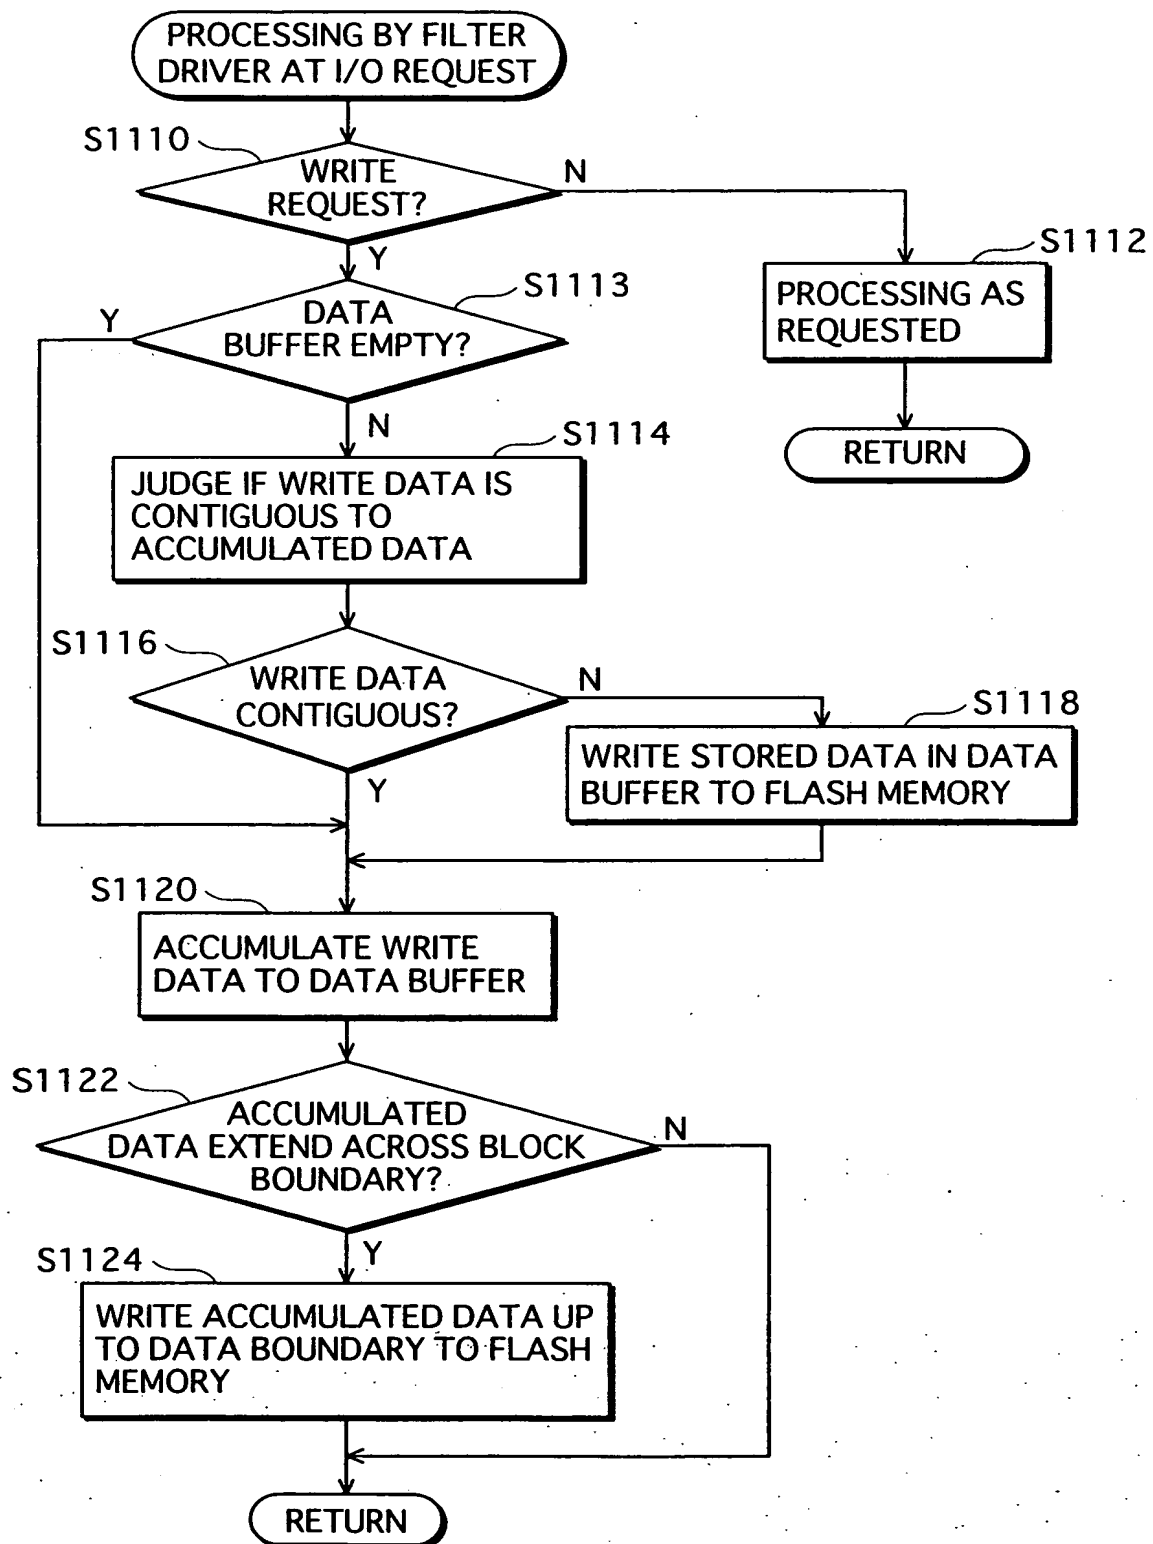 PROCESSING BY FILTER
DRIVER AT I/O REQUEST
S1110
WRITE
REQUEST?
N
Y
S1112
PROCESSING AS
REQUESTED
RETURN
S1113
DATA
BUFFER EMPTY?
Y
N
S1114
JUDGE IF WRITE DATA IS
CONTIGUOUS TO
ACCUMULATED DATA
S1116
WRITE DATA
CONTIGUOUS?
N
Y
S1118
WRITE STORED DATA IN DATA
BUFFER TO FLASH MEMORY
S1120
ACCUMULATE WRITE
DATA TO DATA BUFFER
S1122
ACCUMULATED
DATA EXTEND ACROSS BLOCK
BOUNDARY?
N
Y
S1124
WRITE ACCUMULATED DATA UP
TO DATA BOUNDARY TO FLASH
MEMORY
RETURN